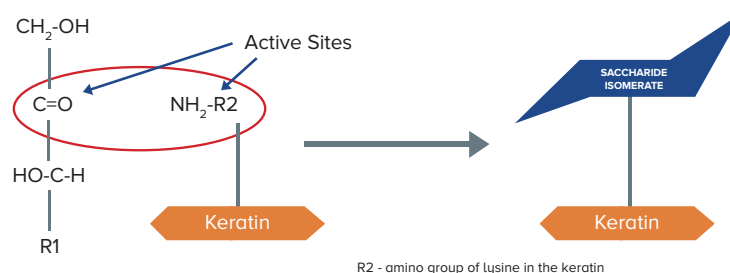 CH₂-OH
Active Sites
C=O
NH₂-R2
HO-C-H
R1
Keratin
SACCHARIDE
ISOMERATE
Keratin
R2 - amino group of lysine in the keratin